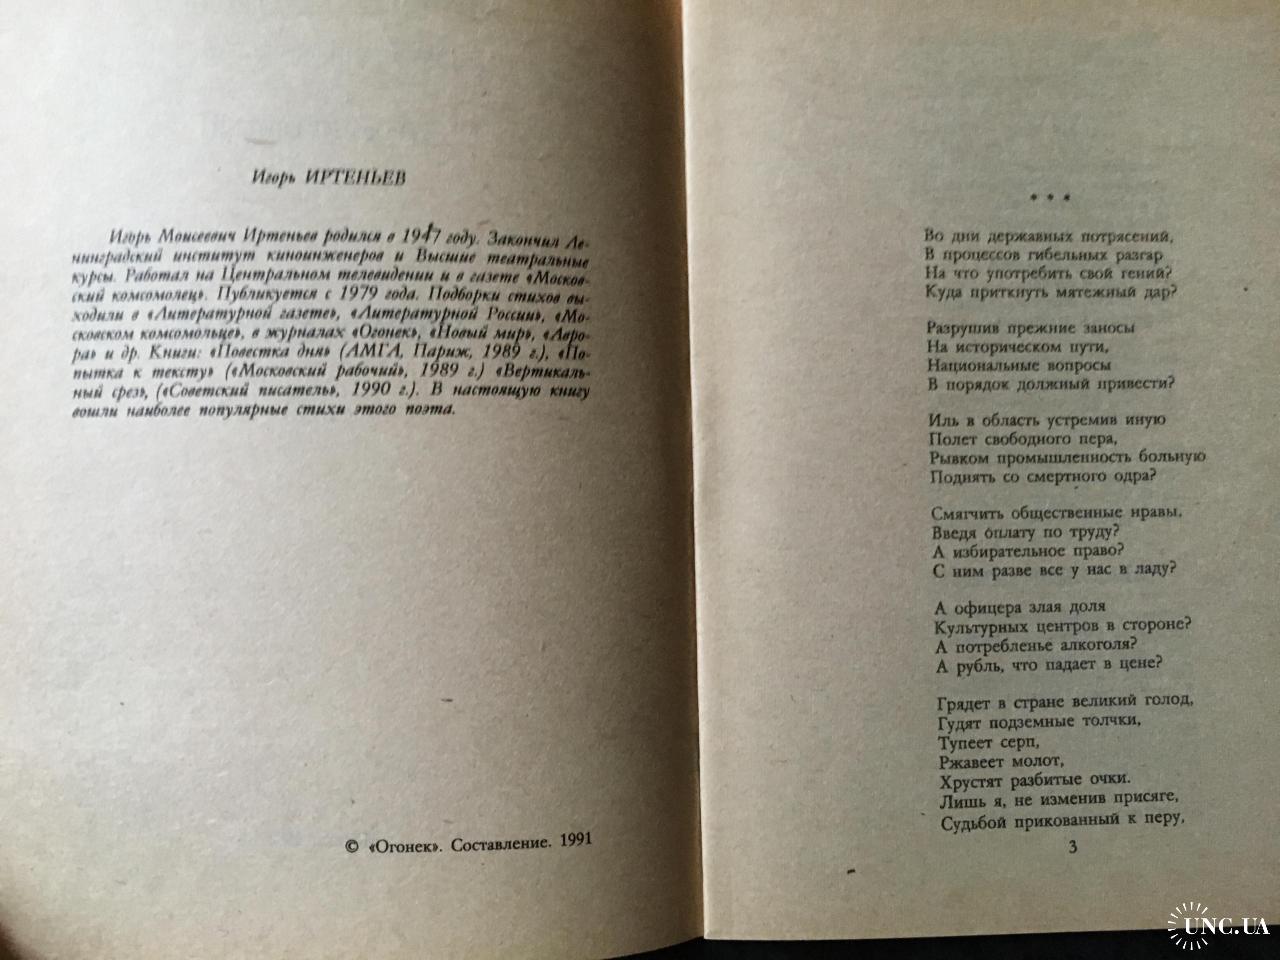 Игорь ИРТЕНЬЕВ
Игорь Моисеевич Иртеньев родился в 1947 году. Закончил Ле-
нинградский институт киноинженеров и Высшие театральные
курсы. Работал на Центральном телевидении и в газете «Москов-
ский комсомолец». Публикуется с 1979 года. Подборки стихов вы-
ходили в «Литературной газете», «Литературной России», «Мо-
сковском комсомольце», в журналах «Огонек», «Новый мир», «Авро-
ра» и др. Книги: «Повестка дня» (АМГА, Париж, 1989 г.), «По-
пытка к тексту» («Московский рабочий», 1989 г.) «Вертикаль-
ный срез», («Советский писатель», 1990 г.). В настоящую книгу
вошли наиболее популярные стихи этого поэта.
© «Огонек». Составление. 1991
* * *
Во дни державных потрясений,
В процессов гибельных разгар
На что употребить свой гений?
Куда приткнуть мятежный дар?
Разрушив прежние заносы
На историческом пути,
Национальные вопросы
В порядок должный привести?
Иль в область устремив иную
Полет свободного пера,
Рывком промышленность больную
Поднять со смертного одра?
Смягчить общественные нравы,
Введя оплату по труду?
А избирательное право?
С ним разве все у нас в ладу?
А офицера злая доля
Культурных центров в стороне?
А потребленье алкоголя?
А рубль, что падает в цене?
Грядет в стране великий голод,
Гудят подземные толчки,
Тупеет серп,
Ржавеет молот,
Хрустят разбитые очки.
Лишь я, не изменив присяге,
Судьбой прикованный к перу,
3
UNC.UA